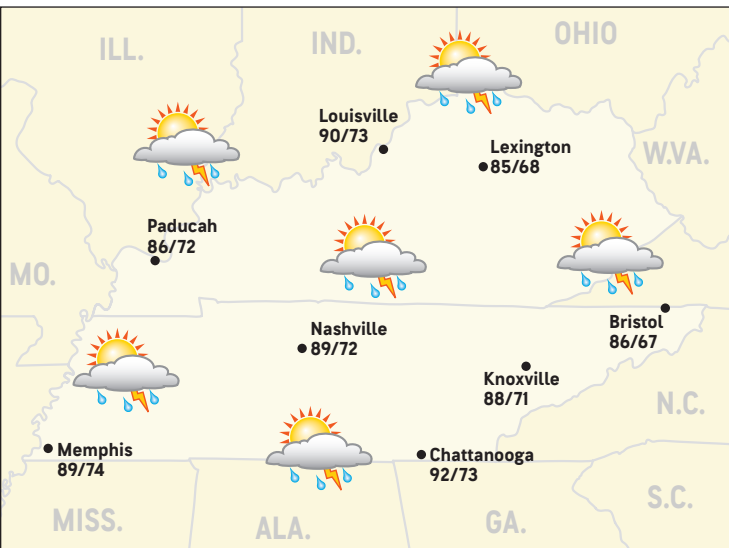 ILL.
IND.
OHIO
Louisville
90/73
Lexington
85/68
W.VA.
Paducah
86/72
MO.
Nashville
89/72
Bristol
86/67
Knoxville
88/71
N.C.
Memphis
89/74
Chattanooga
92/73
MISS.
ALA.
GA.
S.C.